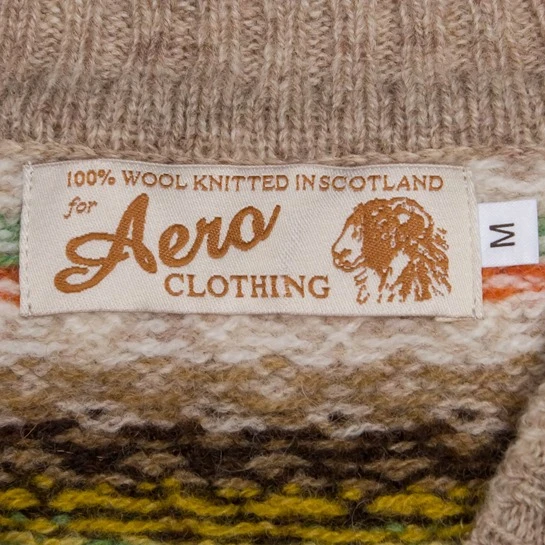 100% WOOL KNITTED IN SCOTLAND
for Aero
CLOTHING
M